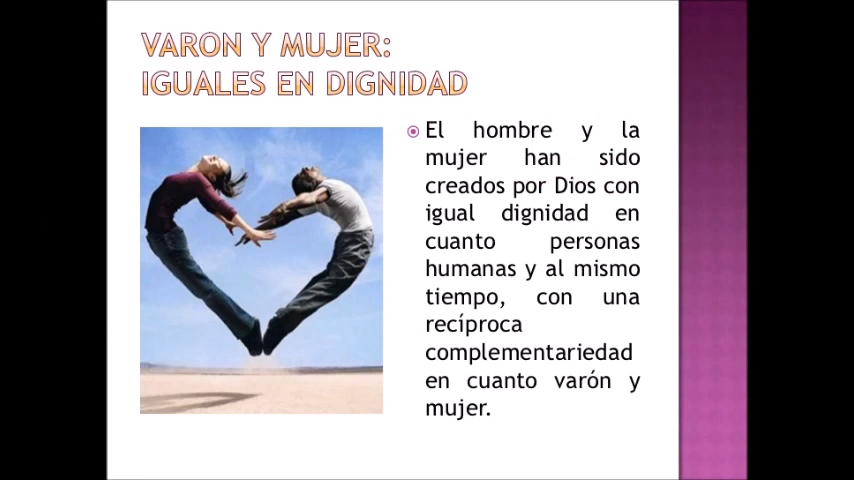 VARON Y MUJER:
IGUALES EN DIGNIDAD
El hombre y la
mujer han sido
creados por Dios con
igual dignidad en
cuanto personas
humanas y al mismo
tiempo, con una
recíproca
complementariedad
en cuanto varón y
mujer.